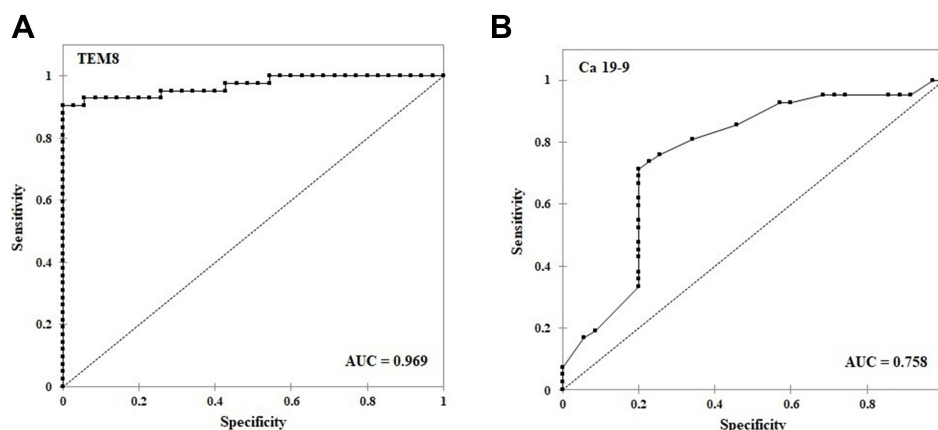 A
TEM8
1
0.8
0.6
0.4
0.2
0
Sensitivity
AUC = 0.969
0 0.2 0.4 0.6 0.8 1
Specificity
B
Ca 19-9
1
0.8
0.6
0.4
0.2
0
Sensitivity
AUC = 0.758
0 0.2 0.4 0.6 0.8
Specificity